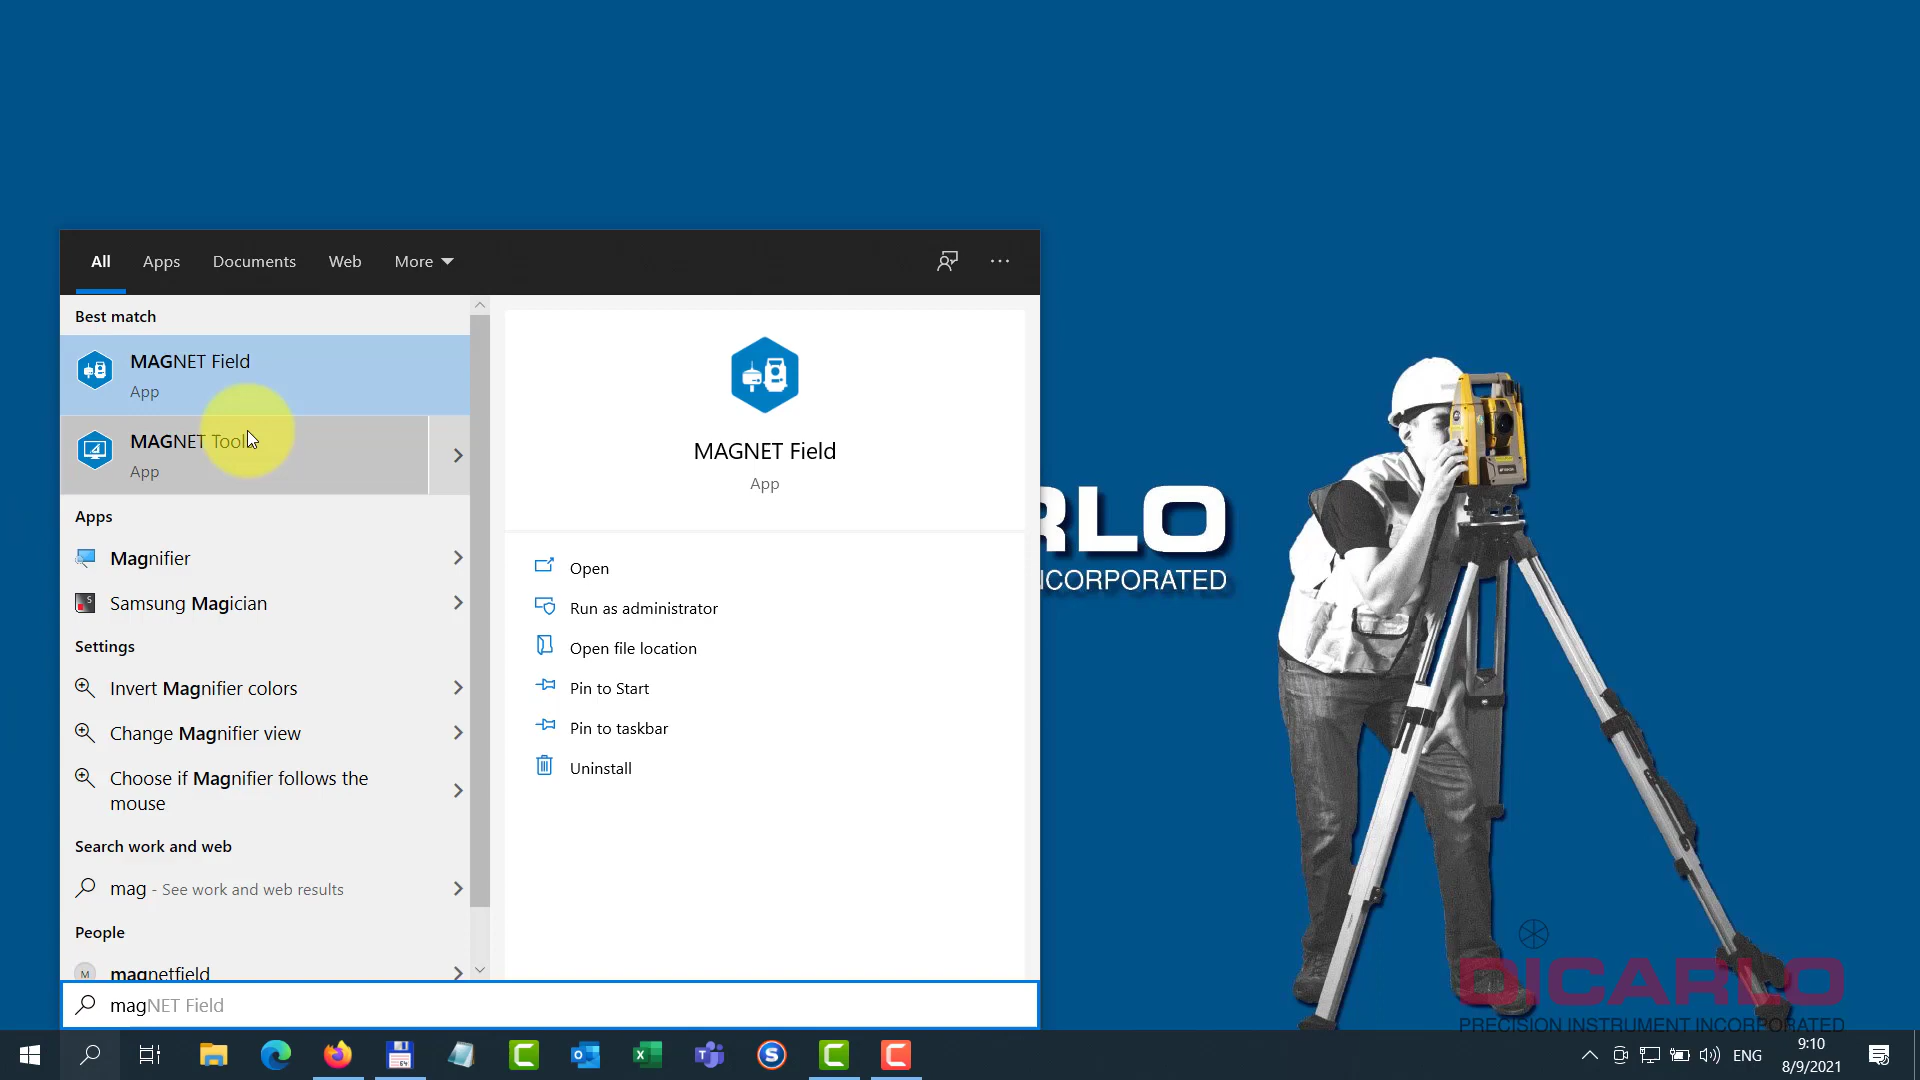 All Apps Documents Web More
Best match
MAGNET Field
App
MAGNET Tools
App
Apps
Magnifier
Samsung Magician
Settings
Invert Magnifier colors
Change Magnifier view
Choose if Magnifier follows the
mouse
Search work and web
mag - See work and web results
People
M magnetfield
magNET Field
MAGNET Field
App
Open
Run as administrator
Open file location
Pin to Start
Pin to taskbar
Uninstall
RLO
INCORPORATED
DICARLO
PRECISION INSTRUMENT INCORPORATED
64
S
ENG
9:10
8/9/2021